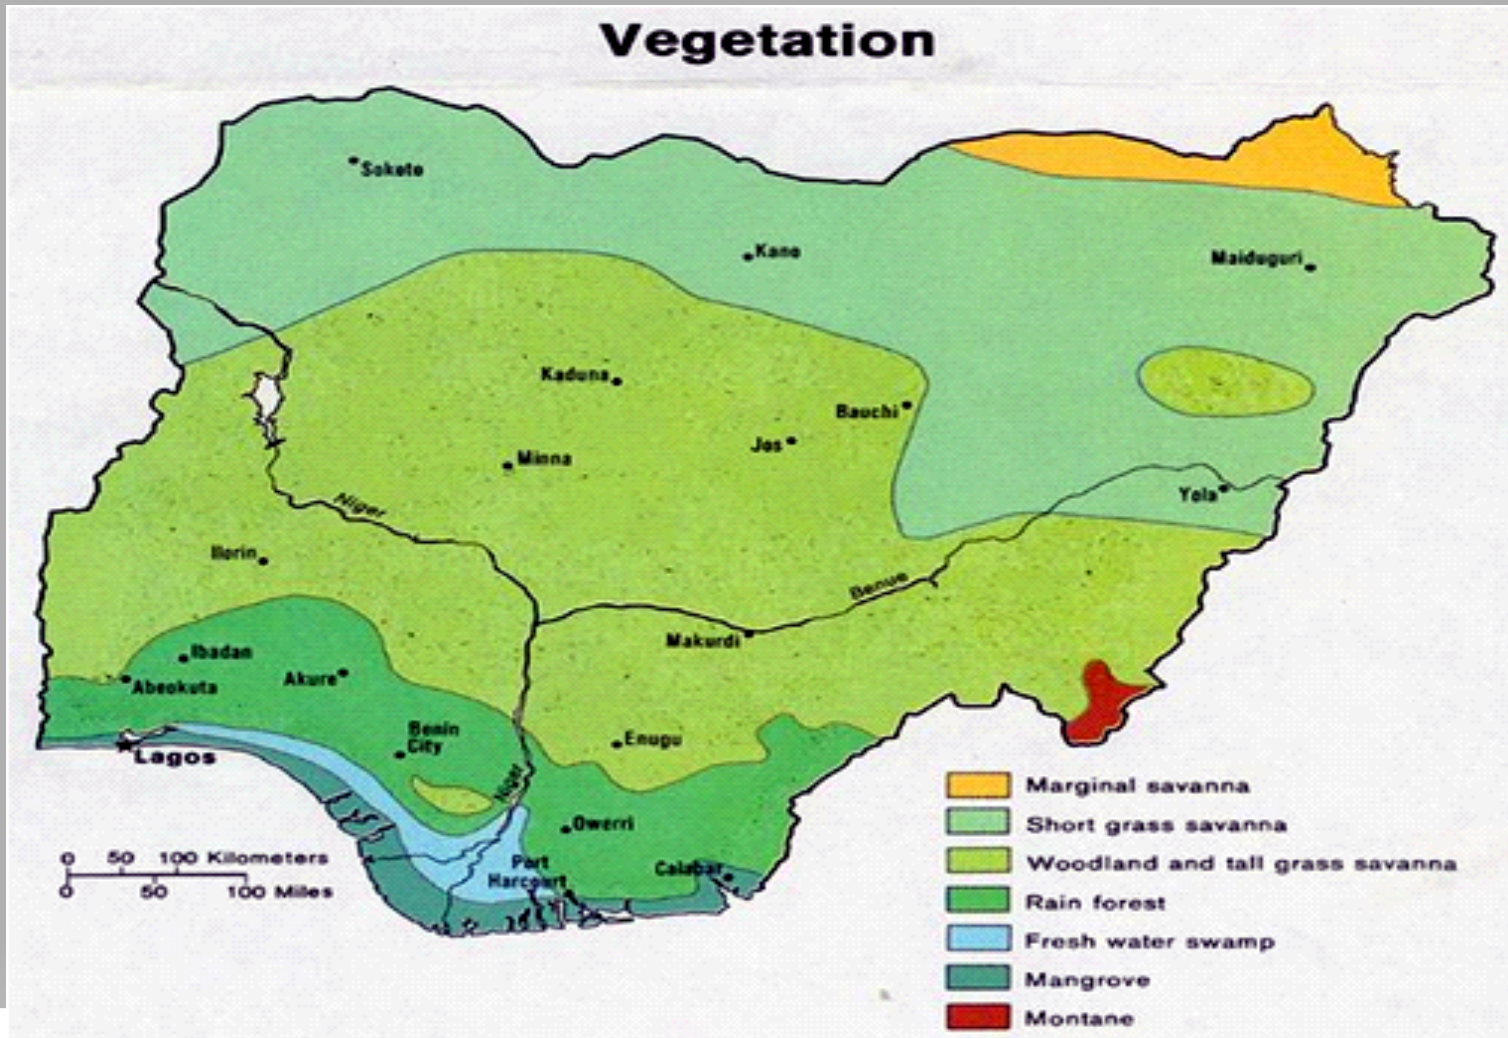 Vegetation
Sokoto
Kano
Maiduguri
Kaduna
Bauchi
Jos
Minna
Yola
Niger
Ilorin
Benue
Makurdi
Ibadan
Abeokuta
Akure
Benin
City
Enugu
Lagos
Niger
Owerri
Port
Harcourt
Calabar
0 50 100 Kilometers
0 50 100 Miles
Marginal savanna
Short grass savanna
Woodland and tall grass savanna
Rain forest
Fresh water swamp
Mangrove
Montane